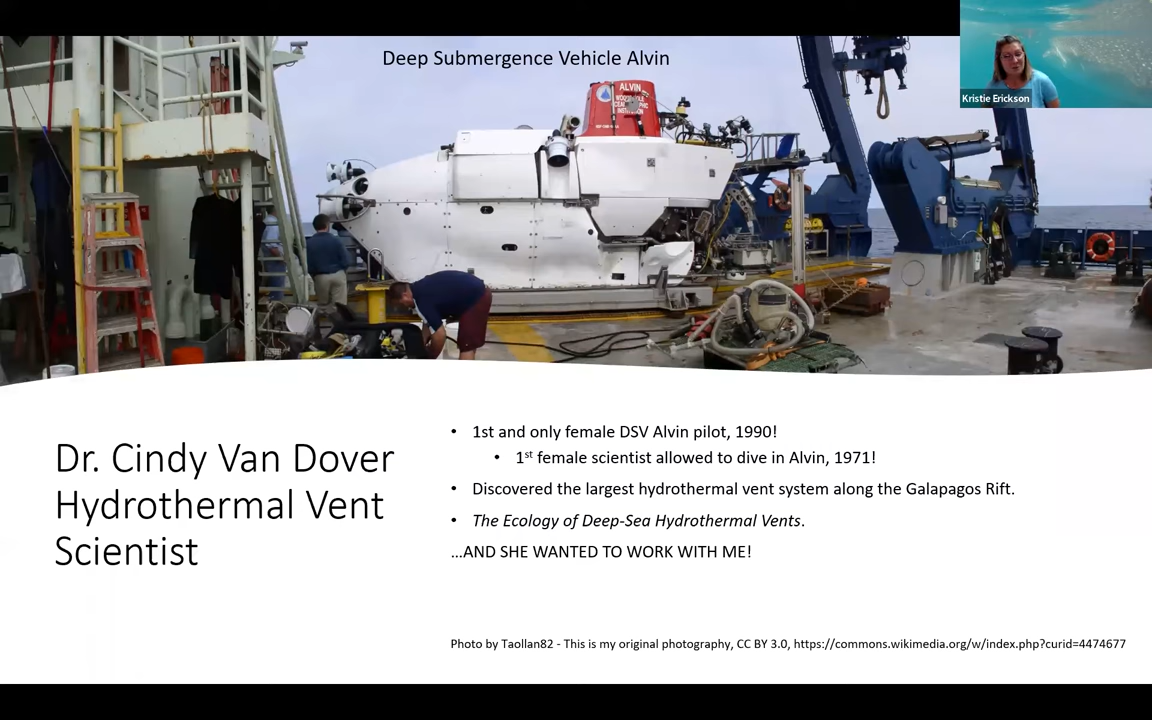 Deep Submergence Vehicle Alvin
ALVIN
Kristie Erickson
Dr. Cindy Van Dover
Hydrothermal Vent
Scientist
• 1st and only female DSV Alvin pilot, 1990!
• 1st female scientist allowed to dive in Alvin, 1971!
• Discovered the largest hydrothermal vent system along the Galapagos Rift.
• The Ecology of Deep-Sea Hydrothermal Vents.
...AND SHE WANTED TO WORK WITH ME!
Photo by Taollan82 - This is my original photography, CC BY 3.0, https://commons.wikimedia.org/w/index.php?curid=4474677